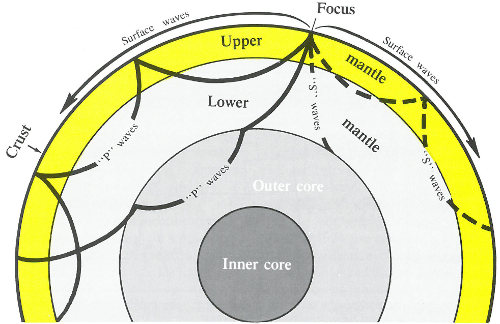 Focus
Surface waves
Surface waves
Upper
mantle
Lower
mantle
"S" waves
Crust
"P" waves
"S" waves
"P" waves
Outer core
Inner core